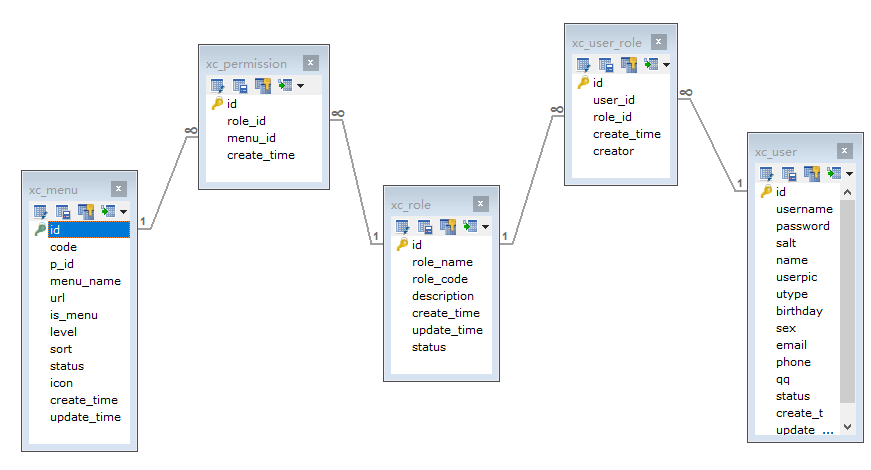 xc_menu
id
code
p_id
menu_name
url
is_menu
level
sort
status
icon
create_time
update_time
1
∞
xc_permission
id
role_id
menu_id
create_time
∞
1
xc_role
id
role_name
role_code
description
create_time
update_time
status
1
∞
xc_user_role
id
user_id
role_id
create_time
creator
∞
1
xc_user
id
username
password
salt
name
userpic
utype
birthday
sex
email
phone
qq
status
create_t
update_...